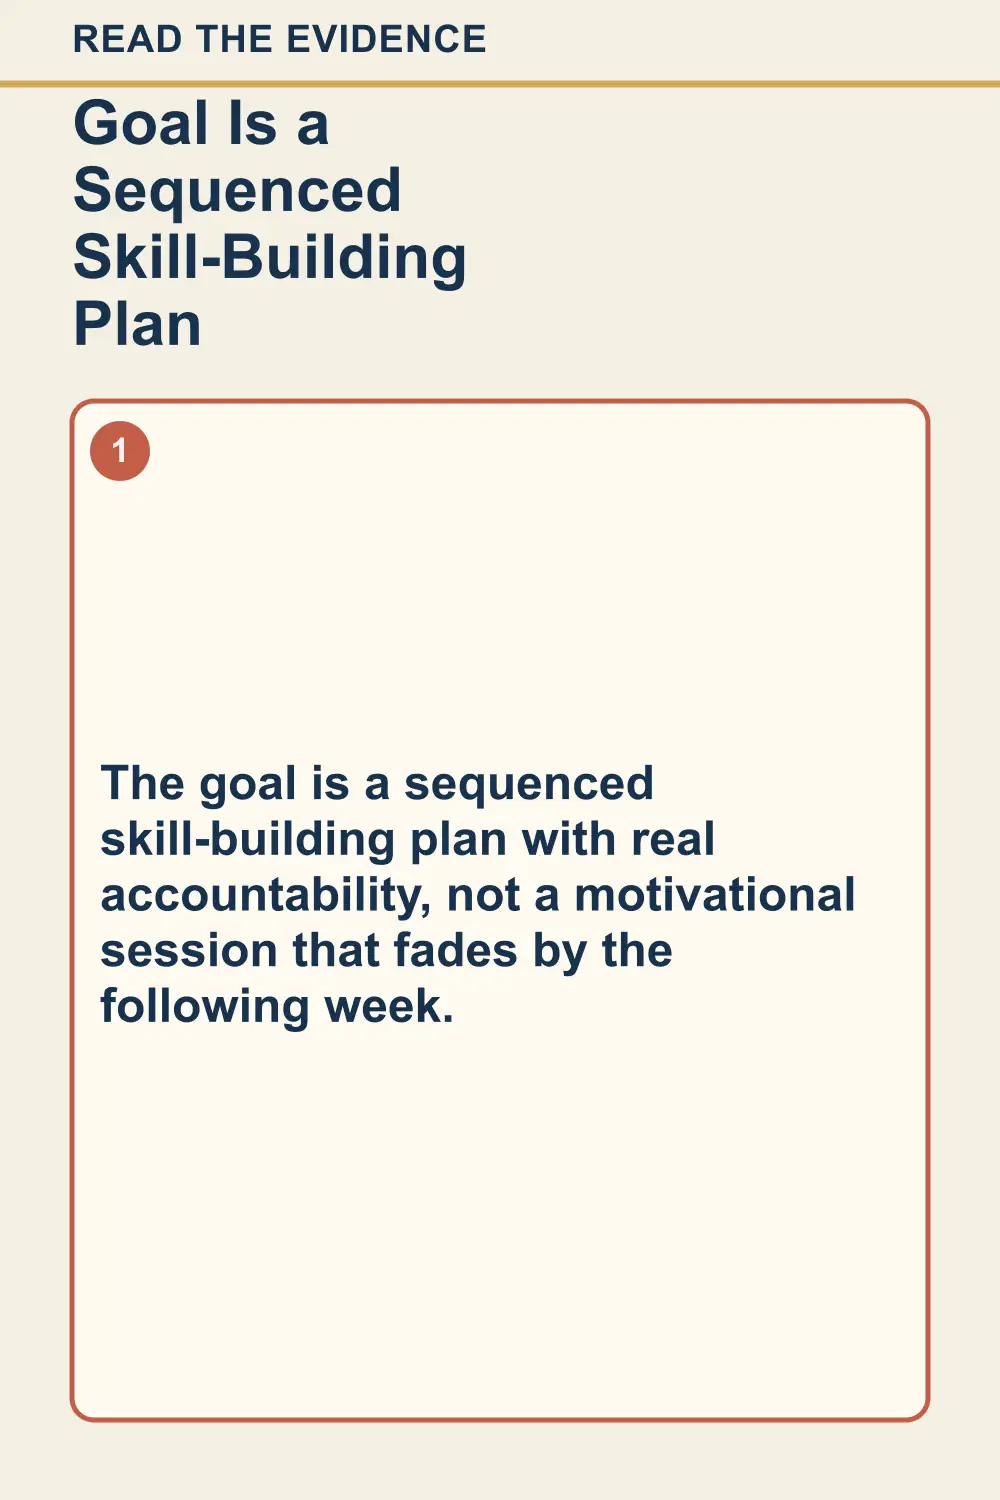 READ THE EVIDENCE
Goal Is a
Sequenced
Skill-Building
Plan
1
The goal is a sequenced
skill-building plan with real
accountability, not a motivational
session that fades by the
following week.